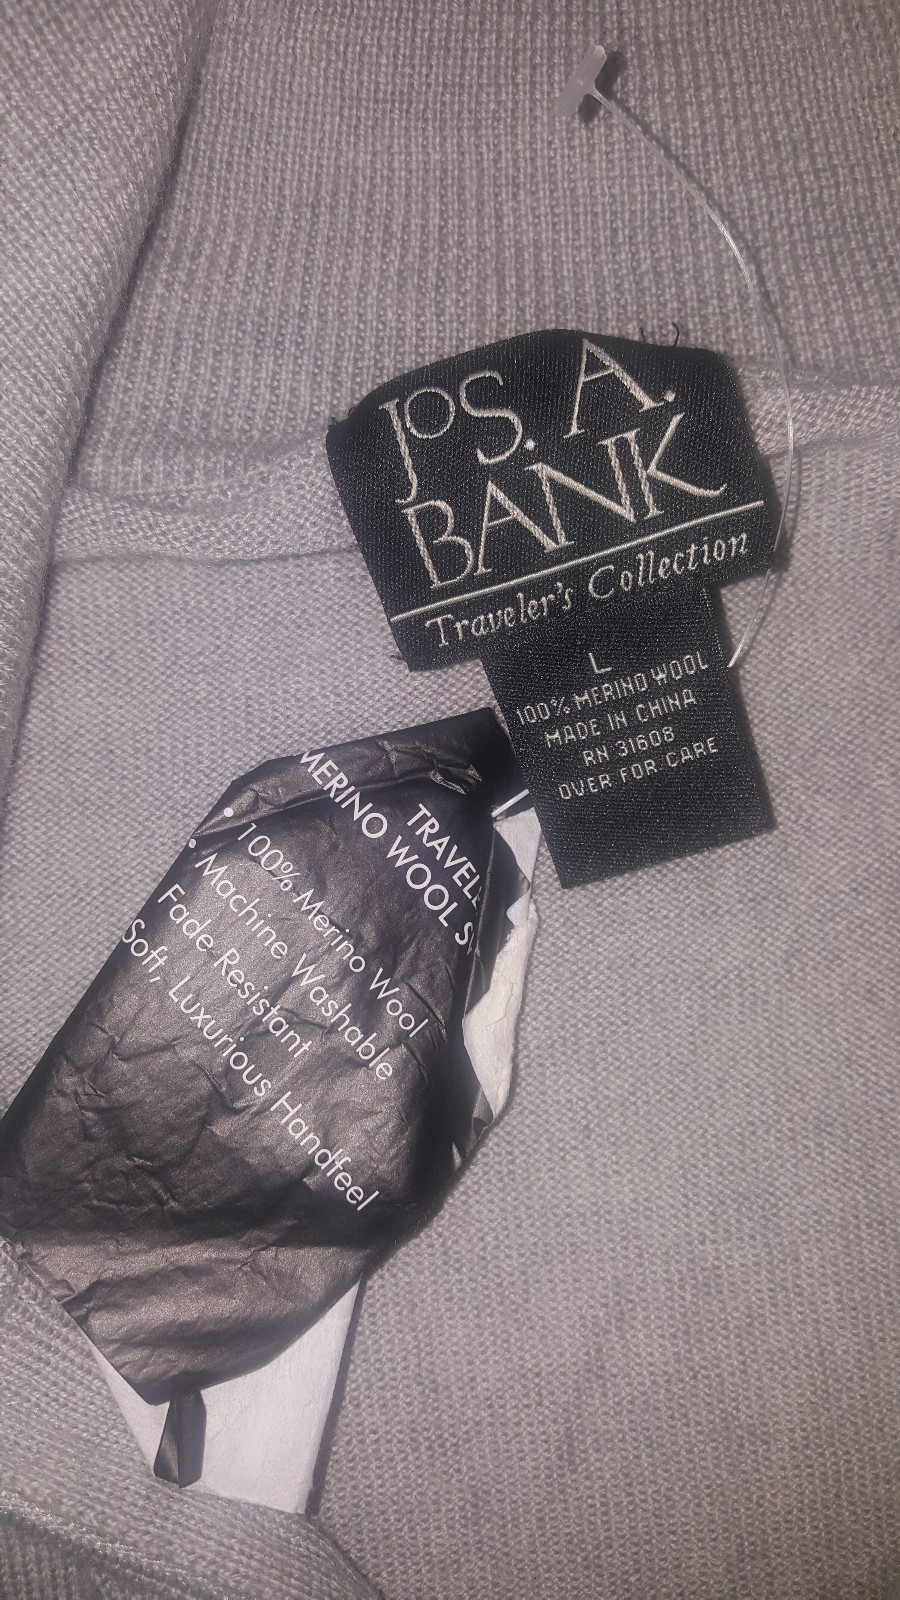 JOS. A.
BANK
Traveler's Collection
L
100% MERINO WOOL
MADE IN CHINA
RN 31608
OVER FOR CARE
TRAVEL
MERINO WOOL S
• 100% Merino Wool
• Machine Washable
Fade Resistant
Soft, Luxurious Handfeel